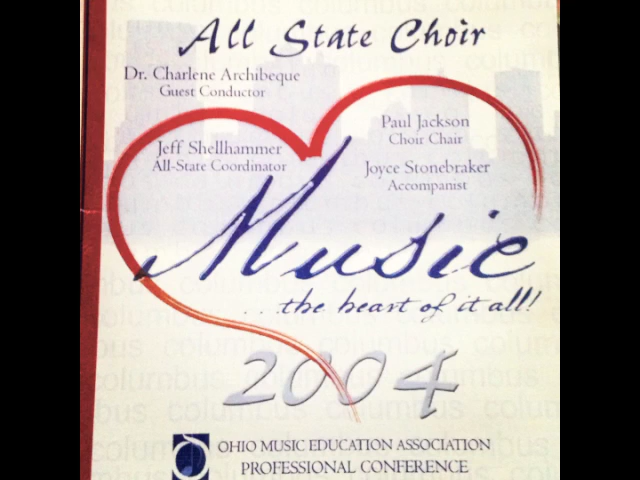 All State Choir
Dr. Charlene Archibeque
Guest Conductor
Paul Jackson
Choir Chair
Jeff Shellhammer
All-State Coordinator
Joyce Stonebraker
Accompanist
Music
...the heart of it all!
2004
OHIO MUSIC EDUCATION ASSOCIATION
PROFESSIONAL CONFERENCE